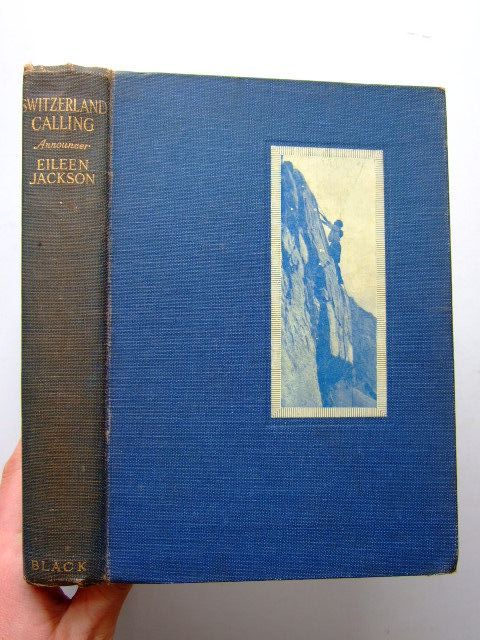 SWITZERLAND
CALLING
Announcer
EILEEN
JACKSON
BLACK